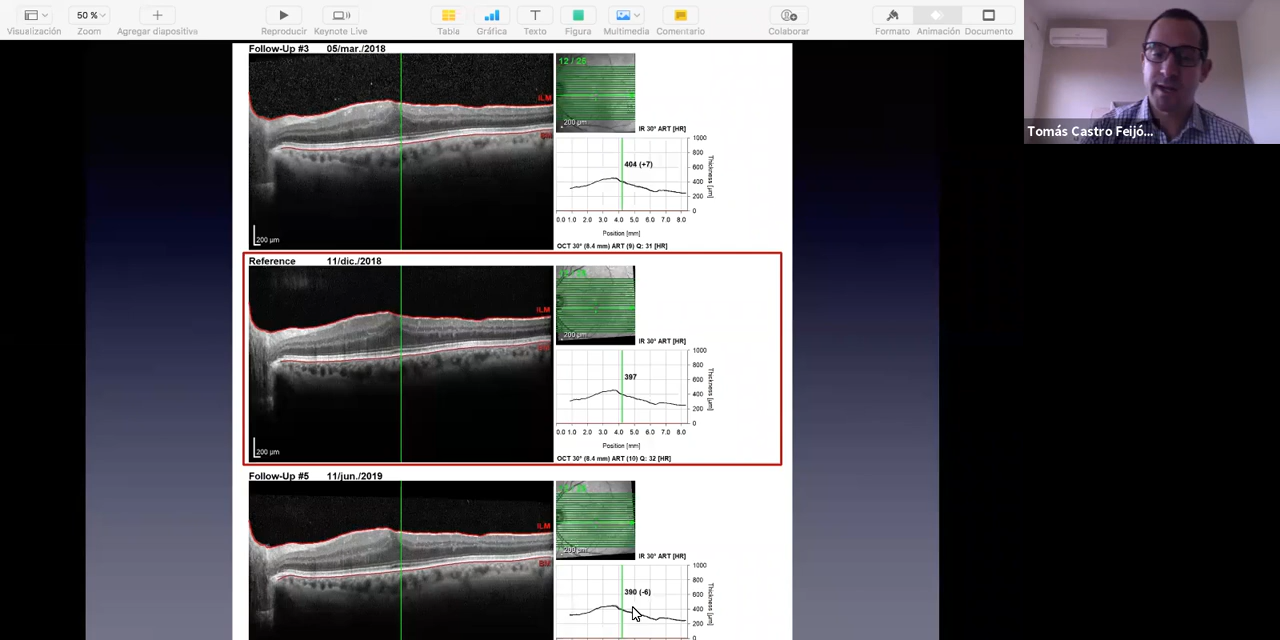 Visualización
50 %
Zoom
Agregar diapositiva
Reproducir
Keynote Live
Tabla
Gráfica
Texto
Figura
Multimedia
Comentario
Colaborar
Formato
Animación
Documento
Tomás Castro Feijó...
Follow-Up #3 05/mar./2018
ILM
200 µm
12 / 25
200 µm
IR 30° ART [HR]
404 (+7)
1000
800
600
400
200
0
Thickness [µm]
0.0 1.0 2.0 3.0 4.0 5.0 6.0 7.0 8.0
Position [mm]
OCT 30° (8.4 mm) ART (9) Q: 31 [HR]
Reference 11/dic./2018
ILM
200 µm
200 µm
IR 30° ART [HR]
397
1000
800
600
400
200
0
Thickness [µm]
0.0 1.0 2.0 3.0 4.0 5.0 6.0 7.0 8.0
Position [mm]
OCT 30° (8.4 mm) ART (10) Q: 32 [HR]
Follow-Up #5 11/jun./2019
ILM
BM
200 µm
IR 30° ART [HR]
390 (-6)
1000
800
600
400
200
0
Thickness [µm]